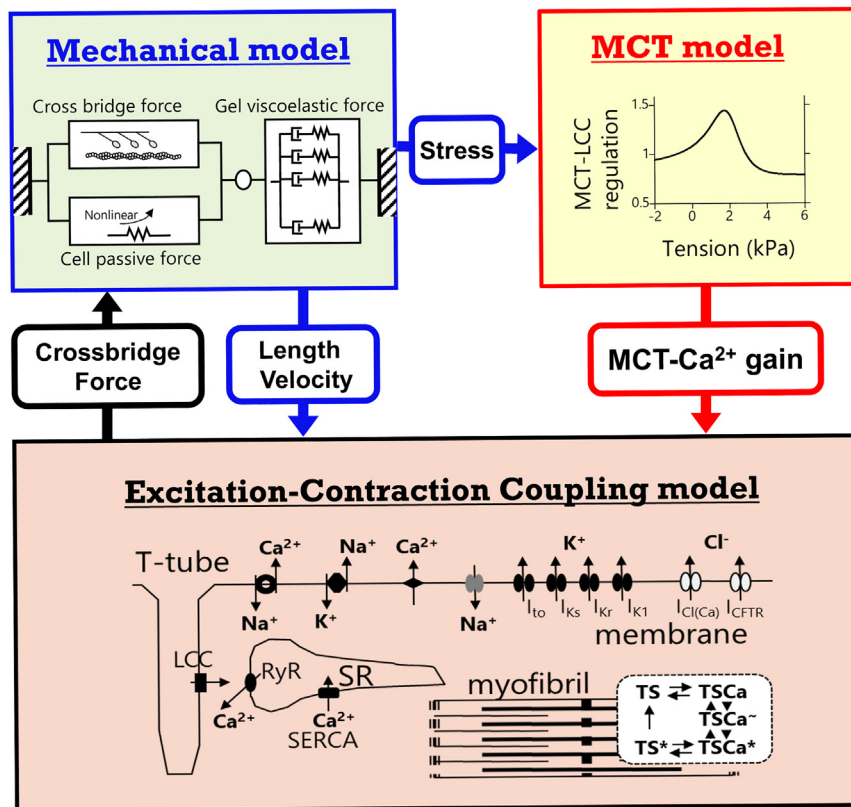 Mechanical model
Cross bridge force
Gel viscoelastic force
Nonlinear
Cell passive force
Stress
MCT model
MCT-LCC
regulation
1.5
1
0.5
-2
0
2
4
6
Tension (kPa)
Crossbridge
Force
Length
Velocity
MCT-Ca²⁺ gain
Excitation-Contraction Coupling model
T-tube
Ca²⁺
Na⁺
Ca²⁺
K⁺
Cl⁻
Na⁺
K⁺
Na⁺
Ito
IKs
IKr
IK1
ICl(Ca)
ICFTR
membrane
LCC
RyR
SR
Ca²⁺
Ca²⁺
SERCA
myofibril
TS ⇌ TSCa
TSCa~
TS* ⇌ TSCa*